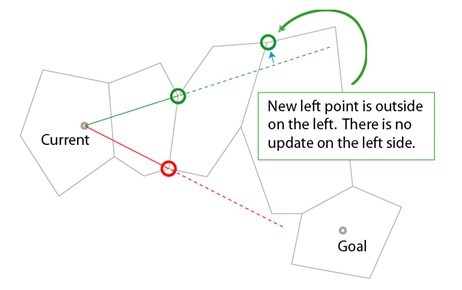 Current
New left point is outside
on the left. There is no
update on the left side.
Goal